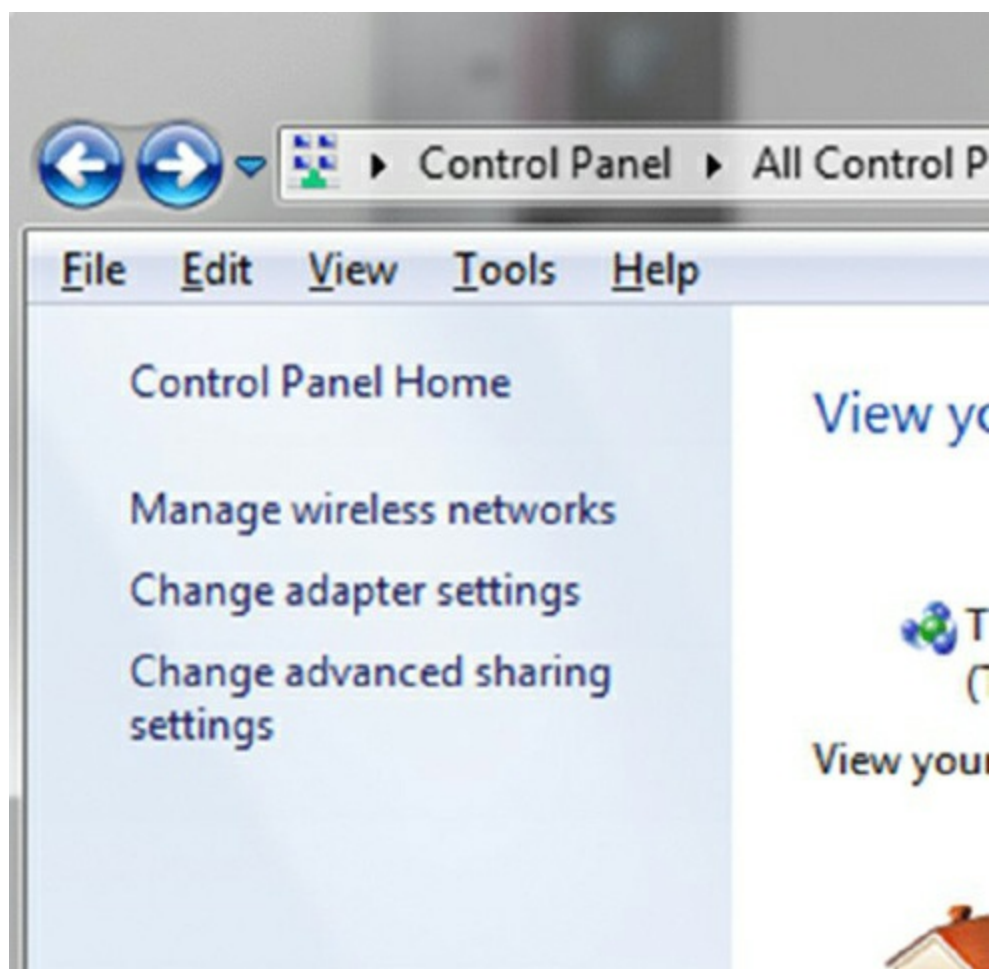 Control Panel
All Control P
File Edit View Tools Help
Control Panel Home
View yo
Manage wireless networks
Change adapter settings
T
Change advanced sharing
(T
settings
View your